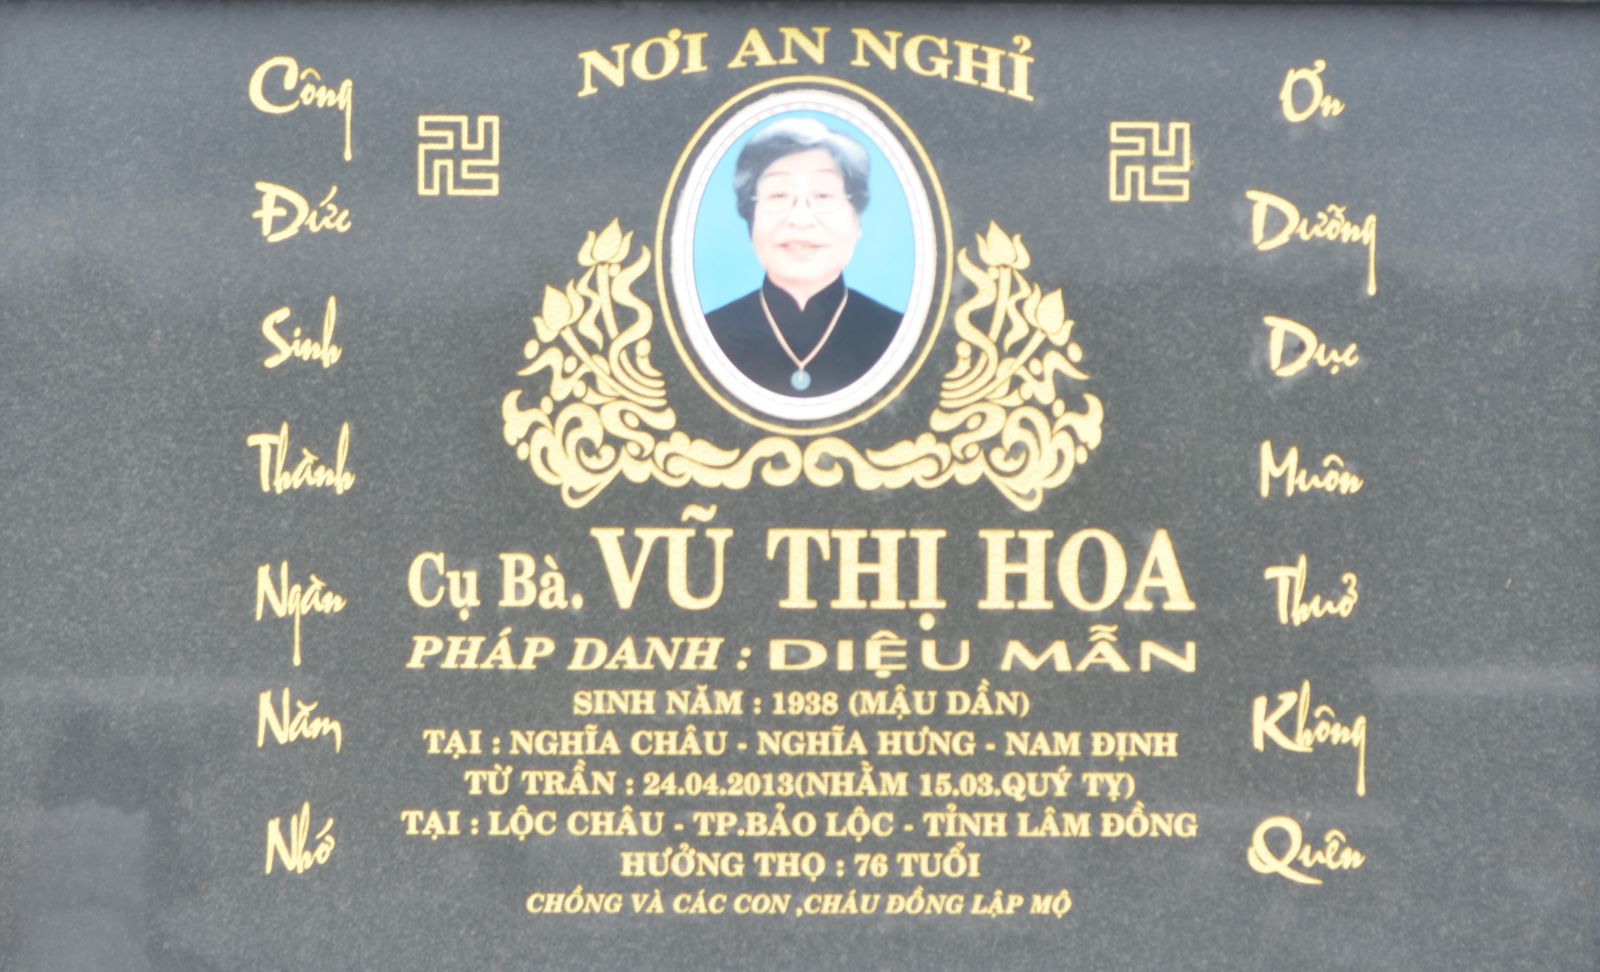 NƠI AN NGHỈ
Công Đức Sinh Thành Ngàn Năm Nhớ
Ơn Dưỡng Dục Muôn Thuở Không Quên
Cụ Bà. VŨ THỊ HOA
PHÁP DANH : DIỆU MẪN
SINH NĂM : 1938 (MẬU DẦN)
TẠI : NGHĨA CHÂU - NGHĨA HƯNG - NAM ĐỊNH
TỪ TRẦN : 24.04.2013(NHẰM 15.03.QUÝ TỴ)
TẠI : LỘC CHÂU - TP.BẢO LỘC - TỈNH LÂM ĐỒNG
HƯỞNG THỌ : 76 TUỔI
CHỒNG VÀ CÁC CON ,CHÁU ĐỒNG LẬP MỘ